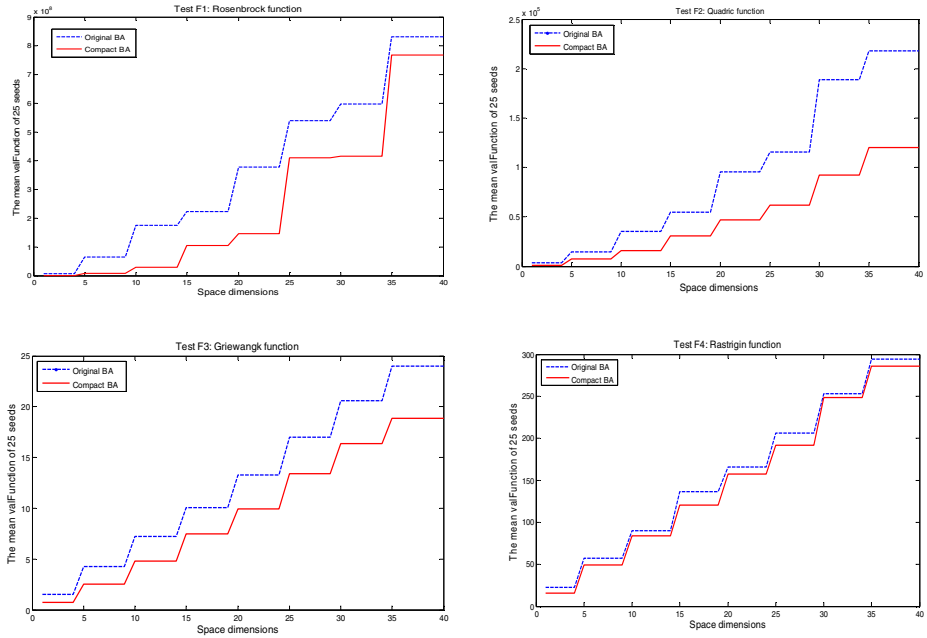 Test F1: Rosenbrock function
x 10^8
Original BA
Compact BA
The mean valFunction of 25 seeds
9
8
7
6
5
4
3
2
1
0
0 5 10 15 20 25 30 35 40
Space dimensions
Test F2: Quadric function
x 10^5
Original BA
Compact BA
The mean valFunction of 25 seeds
2.5
2
1.5
1
0.5
0
0 5 10 15 20 25 30 35 40
Space dimensions
Test F3: Griewangk function
Original BA
Compact BA
The mean valFunction of 25 seeds
25
20
15
10
5
0
0 5 10 15 20 25 30 35 40
Space dimensions
Test F4: Rastrigin function
Original BA
Compact BA
The mean valFunction of 25 seeds
300
250
200
150
100
50
0
0 5 10 15 20 25 30 35 40
Space dimensions